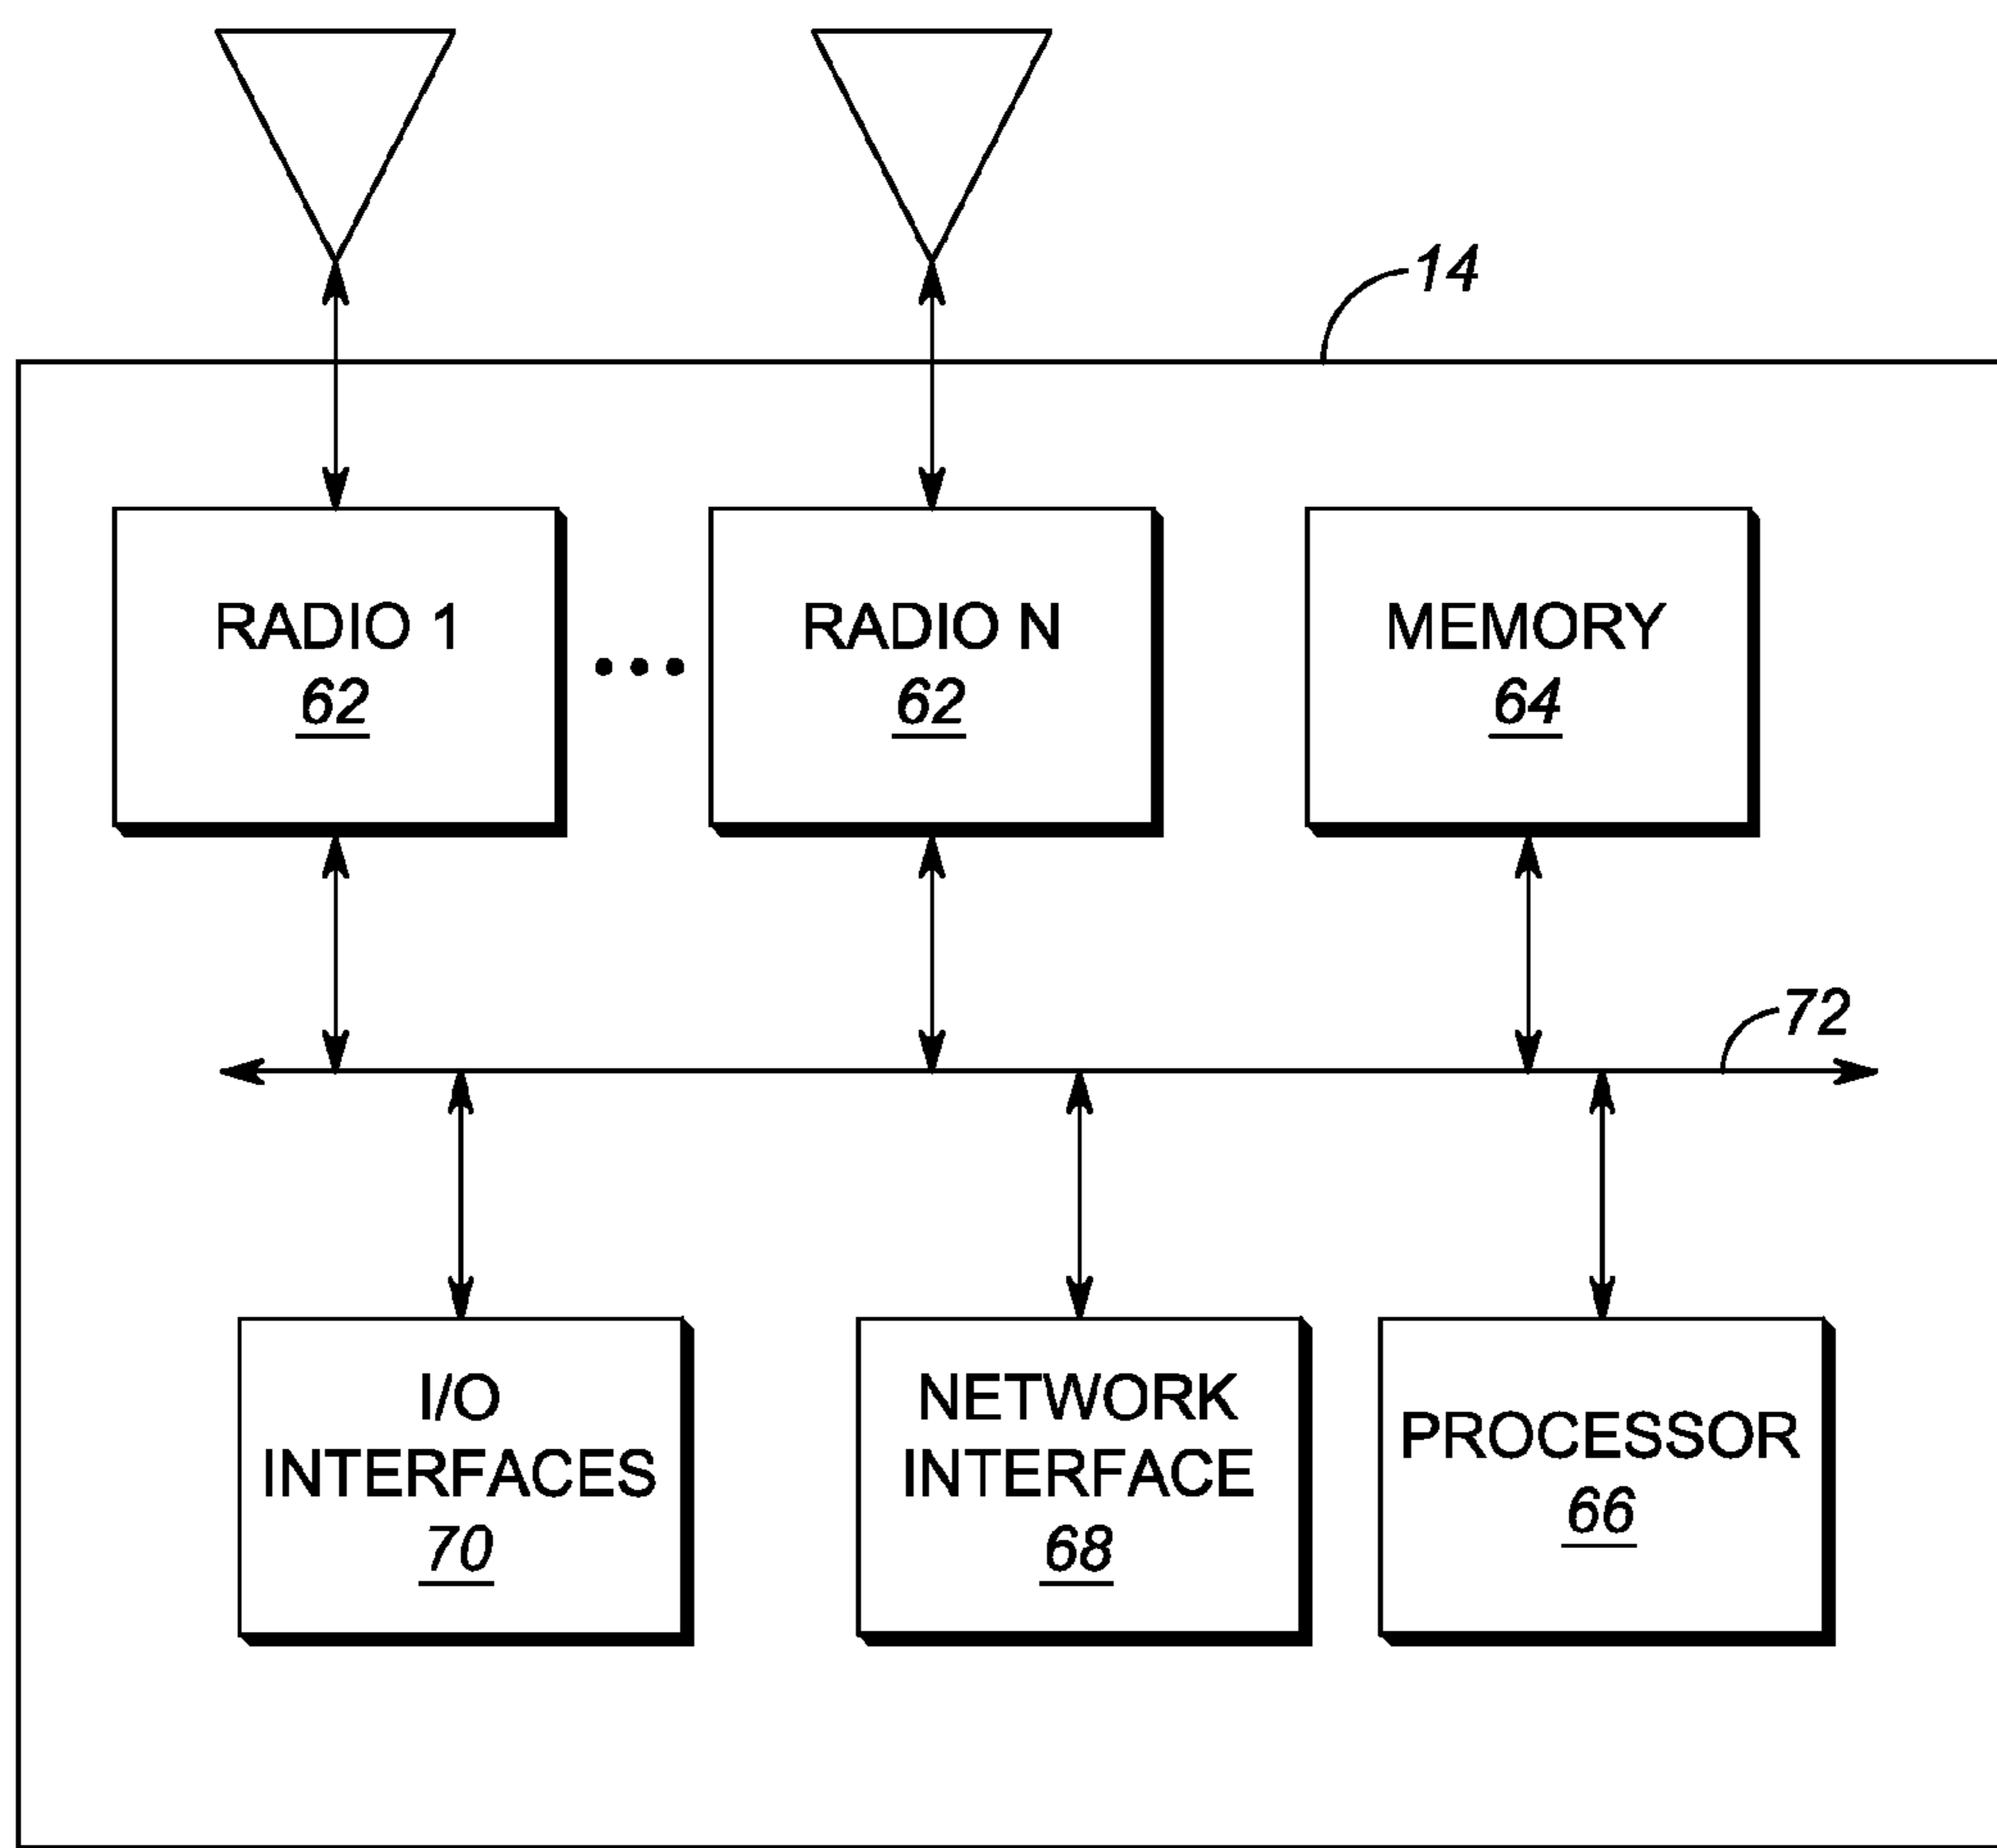 14
RADIO 1
62
RADIO N
62
MEMORY
64
72
I/O
INTERFACES
70
NETWORK
INTERFACE
68
PROCESSOR
66